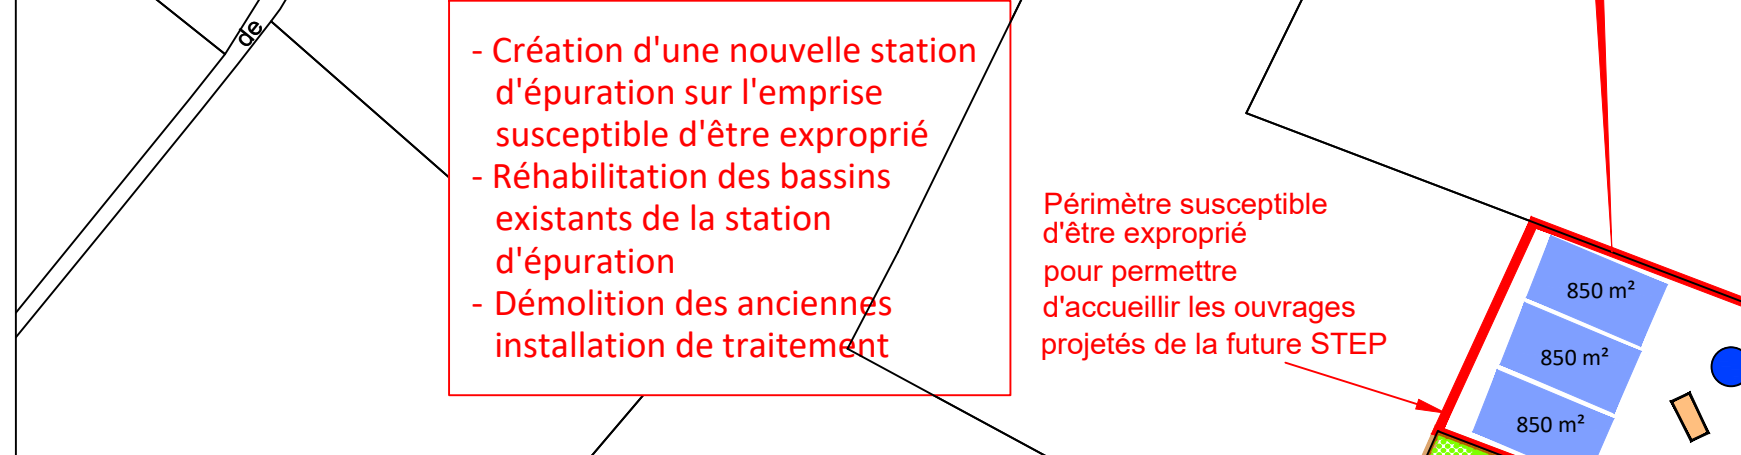 de
- Création d'une nouvelle station
d'épuration sur l'emprise
susceptible d'être exproprié
- Réhabilitation des bassins
existants de la station
d'épuration
- Démolition des anciennes
installation de traitement
Périmètre susceptible
d'être exproprié
pour permettre
d'accueillir les ouvrages
projetés de la future STEP
850 m²
850 m²
850 m²